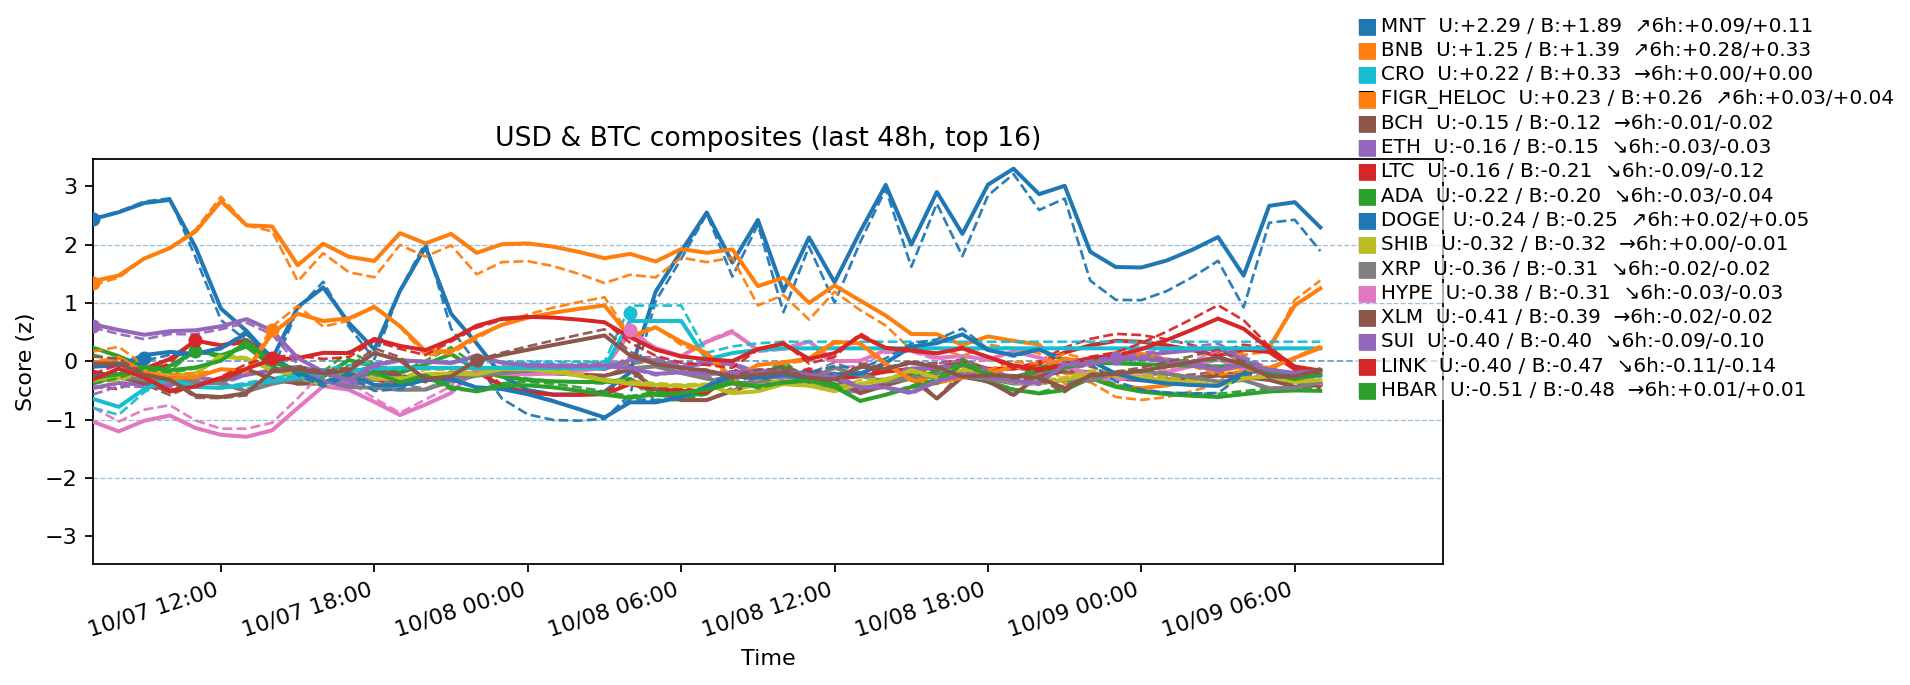 MNT U:+2.29 / B:+1.89 ↗6h:+0.09/+0.11
BNB U:+1.25 / B:+1.39 ↗6h:+0.28/+0.33
CRO U:+0.22 / B:+0.33 →6h:+0.00/+0.00
FIGR_HELOC U:+0.23 / B:+0.26 ↗6h:+0.03/+0.04
BCH U:-0.15 / B:-0.12 →6h:-0.01/-0.02
ETH U:-0.16 / B:-0.15 ↘6h:-0.03/-0.03
LTC U:-0.16 / B:-0.21 ↘6h:-0.09/-0.12
ADA U:-0.22 / B:-0.20 ↘6h:-0.03/-0.04
DOGE U:-0.24 / B:-0.25 ↗6h:+0.02/+0.05
SHIB U:-0.32 / B:-0.32 →6h:+0.00/-0.01
XRP U:-0.36 / B:-0.31 ↘6h:-0.02/-0.02
HYPE U:-0.38 / B:-0.31 ↘6h:-0.03/-0.03
XLM U:-0.41 / B:-0.39 →6h:-0.02/-0.02
SUI U:-0.40 / B:-0.40 ↘6h:-0.09/-0.10
LINK U:-0.40 / B:-0.47 ↘6h:-0.11/-0.14
HBAR U:-0.51 / B:-0.48 →6h:+0.01/+0.01
USD & BTC composites (last 48h, top 16)
Score (z)
3
2
1
0
−1
−2
−3
10/07 12:00
10/07 18:00
10/08 00:00
10/08 06:00
10/08 12:00
10/08 18:00
10/09 00:00
10/09 06:00
Time